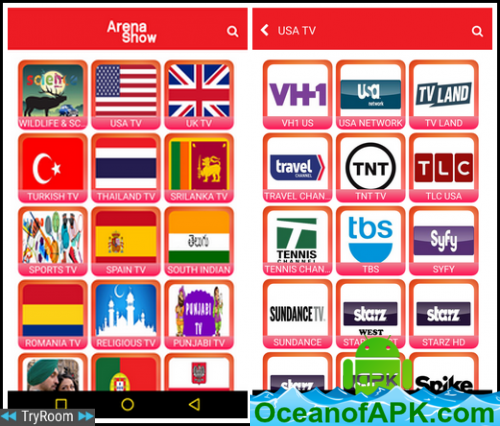 Arena
Show
USA TV
Science
WILDLIFE & SC..
USA TV
UK TV
TURKISH TV
THAILAND TV
SRILANKA TV
SPORTS TV
SPAIN TV
తెలుగు
SOUTH INDIAN
ROMANIA TV
RELIGIOUS TV
PUNJABI
TV
PUNJABI TV
VH1
VH1 US
usa
network
USA NETWORK
TV LAND
TV LAND
travel
CHANNEL
TRAVEL CHAN..
TNT
TNT TV
TLC
TLC USA
TENNIS
CHANNEL
TENNIS CHAN..
tbs
TBS
Syfy
SYFY
SUNDANCE TV.
SUNDANCE
starz
WEST
starz
STARZ HD
starz
Spike
TryRoom
OceanofAPK.com